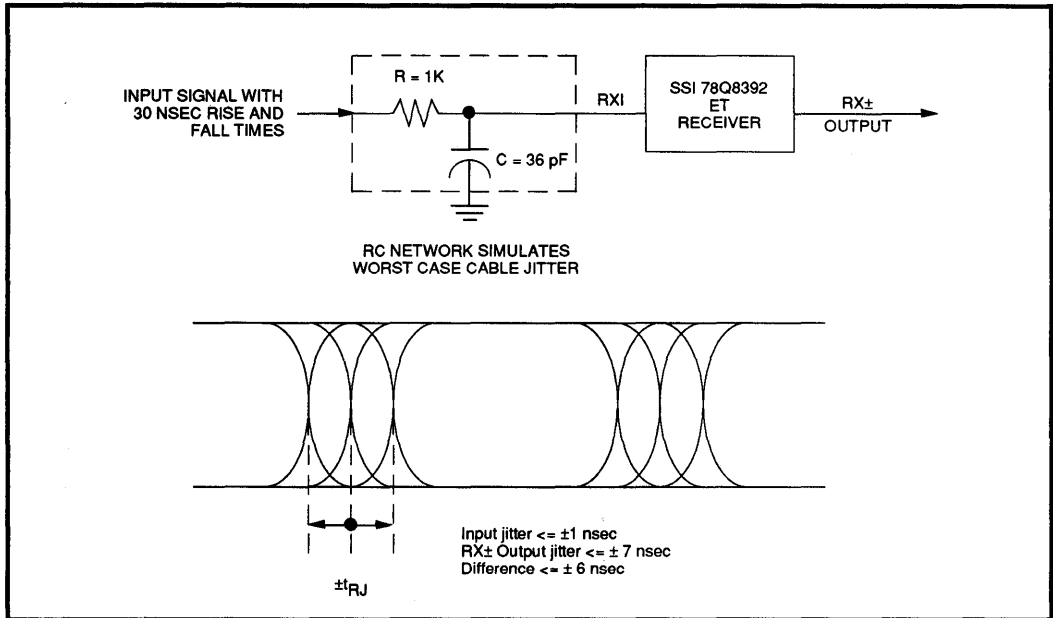 INPUT SIGNAL WITH
30 NSEC RISE AND
FALL TIMES
R = 1K
C = 36 pF
RXI
SSI 78Q8392
ET
RECEIVER
RX±
OUTPUT
RC NETWORK SIMULATES
WORST CASE CABLE JITTER
Input jitter <= ±1 nsec
RX± Output jitter <= ± 7 nsec
Difference <= ± 6 nsec
±tRJ